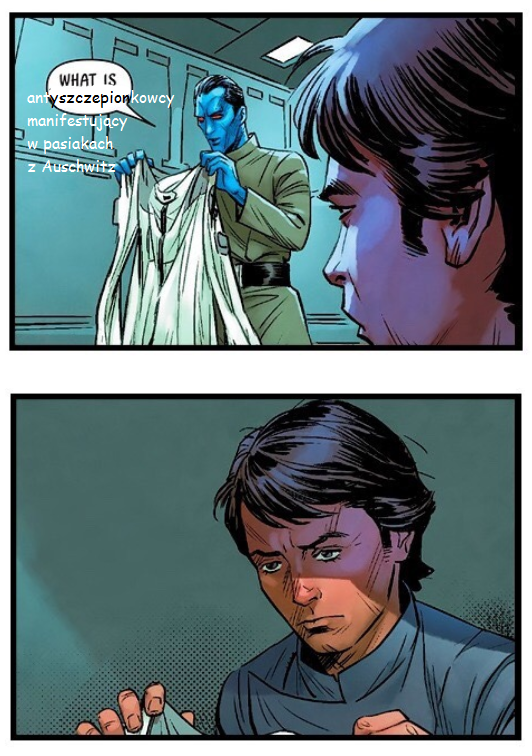 WHAT IS
antyszczepionkowcy
manifestujący
w pasiakach
z Auschwitz